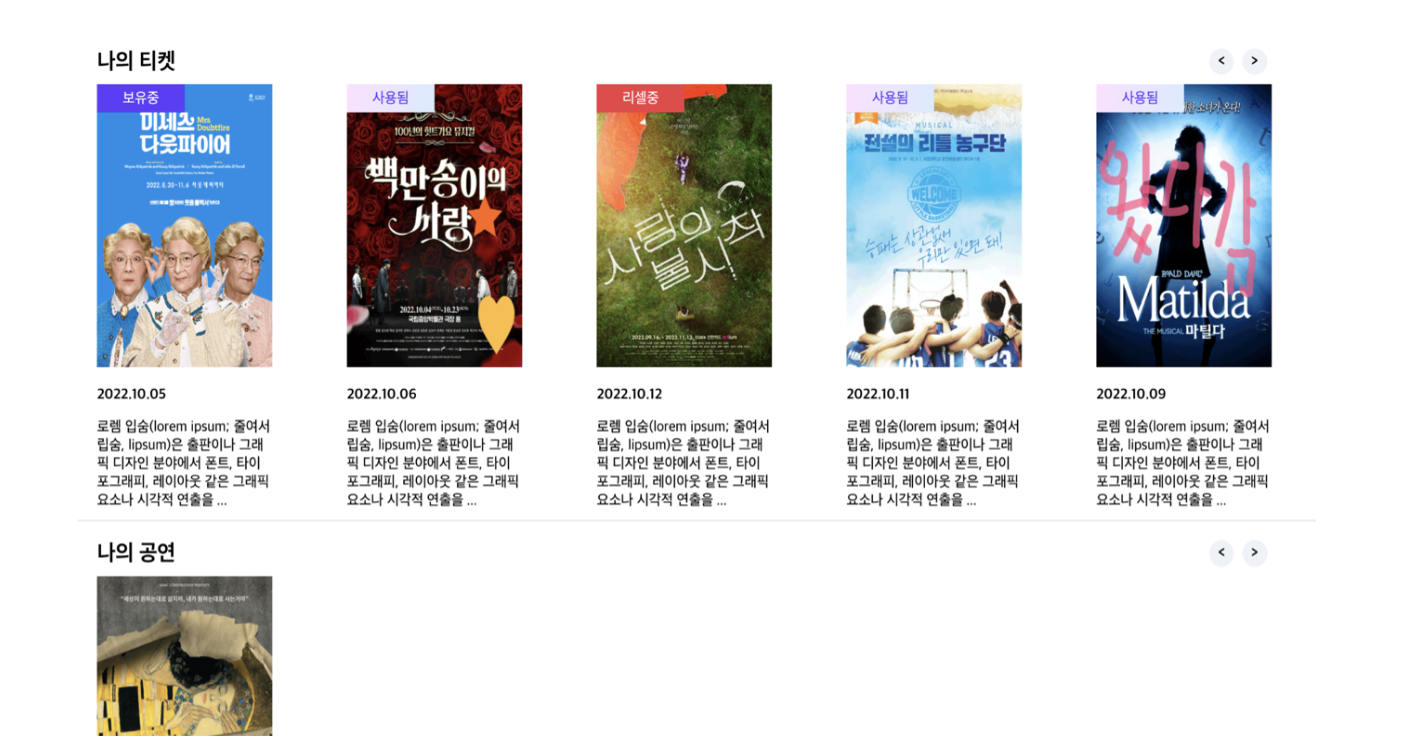 나의 티켓
< >
보유중
미세스
Mrs. Doubtfire
다웃파이어
사용됨
100년의 힛트가요 뮤지컬
백만송이의
사랑
2022.10.04 10.23
국립중앙박물관 극장 용
리셀중
사랑의
불시착
사용됨
MUSICAL
전설의 리틀 농구단
WELCOME
승패는 상관없어
우리만 있으면 돼!
사용됨
소녀가 온다!
왔다감
ROALD DAHL'S
Matilda
THE MUSICAL 마틸다
2022.10.05
로렘 입숨(lorem ipsum; 줄여서
립숨, lipsum)은 출판이나 그래
픽 디자인 분야에서 폰트, 타이
포그래피, 레이아웃 같은 그래픽
요소나 시각적 연출을 ...
2022.10.06
로렘 입숨(lorem ipsum; 줄여서
립숨, lipsum)은 출판이나 그래
픽 디자인 분야에서 폰트, 타이
포그래피, 레이아웃 같은 그래픽
요소나 시각적 연출을 ...
2022.10.12
로렘 입숨(lorem ipsum; 줄여서
립숨, lipsum)은 출판이나 그래
픽 디자인 분야에서 폰트, 타이
포그래피, 레이아웃 같은 그래픽
요소나 시각적 연출을 ...
2022.10.11
로렘 입숨(lorem ipsum; 줄여서
립숨, lipsum)은 출판이나 그래
픽 디자인 분야에서 폰트, 타이
포그래피, 레이아웃 같은 그래픽
요소나 시각적 연출을 ...
2022.10.09
로렘 입숨(lorem ipsum; 줄여서
립숨, lipsum)은 출판이나 그래
픽 디자인 분야에서 폰트, 타이
포그래피, 레이아웃 같은 그래픽
요소나 시각적 연출을 ...
나의 공연
< >
"세상이 원하는대로 살지마, 내가 원하는대로 사는거야"